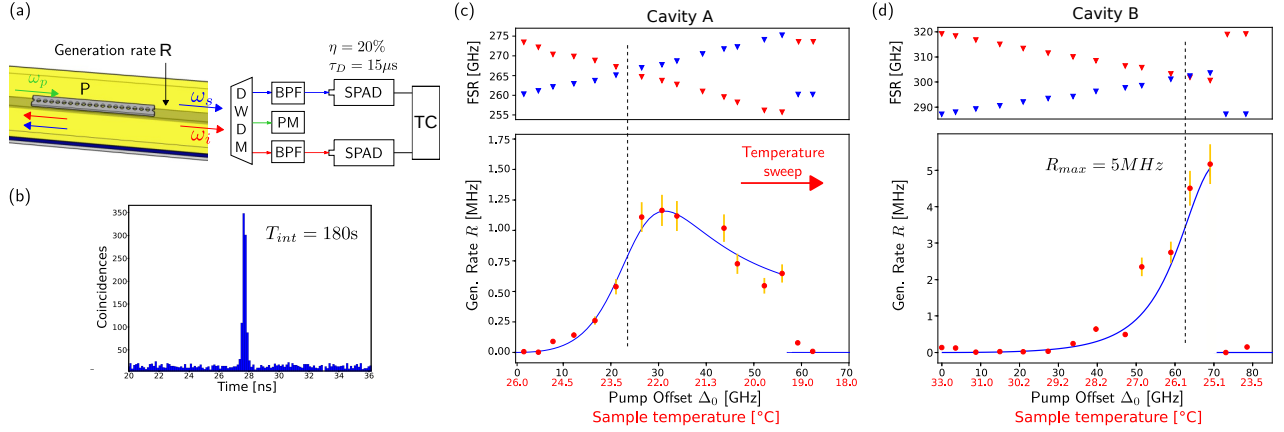 (a)
Generation rate R
η = 20%
τ_D = 15μs
ω_p
P
ω_s
ω_i
D
W
D
M
BPF
SPAD
PM
TC
BPF
SPAD
(b)
T_int = 180s
Coincidences
350
300
250
200
150
100
50
20 22 24 26 28 30 32 34 36
Time [ns]
(c)
Cavity A
FSR [GHz]
275
270
265
260
255
Gen. Rate R [MHz]
1.75
1.50
1.25
1.00
0.75
0.50
0.25
0.00
Temperature
sweep
0 10 20 30 40 50 60 70
26.0 24.5 23.5 22.0 21.3 20.0 19.0 18.0
Pump Offset Δ₀ [GHz]
Sample temperature [°C]
(d)
Cavity B
FSR [GHz]
320
310
300
290
Gen. Rate R [MHz]
5
4
3
2
1
0
R_max = 5MHz
0 10 20 30 40 50 60 70 80
33.0 31.0 30.2 29.2 28.2 27.0 26.1 25.1 23.5
Pump Offset Δ₀ [GHz]
Sample temperature [°C]